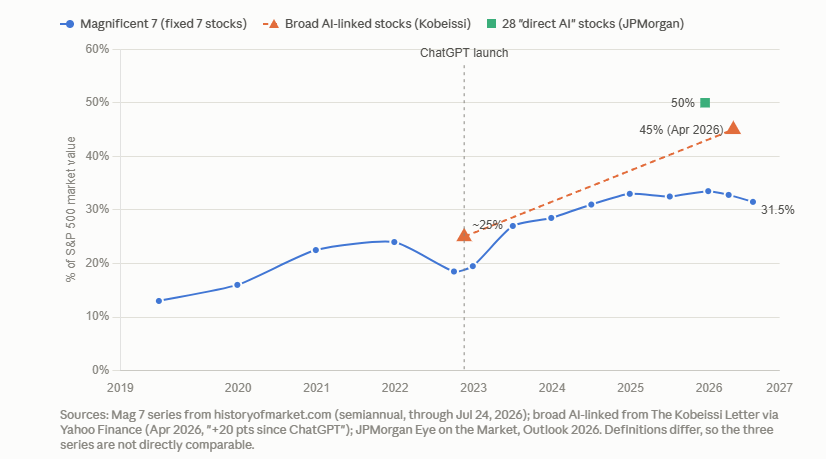 Magnificent 7 (fixed 7 stocks) Broad AI-linked stocks (Kobeissi) 28 "direct AI" stocks (JPMorgan)
ChatGPT launch
60%
50%
40%
30%
20%
10%
0%
% of S&P 500 market value
50%
45% (Apr 2026)
~25%
31.5%
2019 2020 2021 2022 2023 2024 2025 2026 2027
Sources: Mag 7 series from historyofmarket.com (semiannual, through Jul 24, 2026); broad AI-linked from The Kobeissi Letter via
Yahoo Finance (Apr 2026, "+20 pts since ChatGPT"); JPMorgan Eye on the Market, Outlook 2026. Definitions differ, so the three
series are not directly comparable.